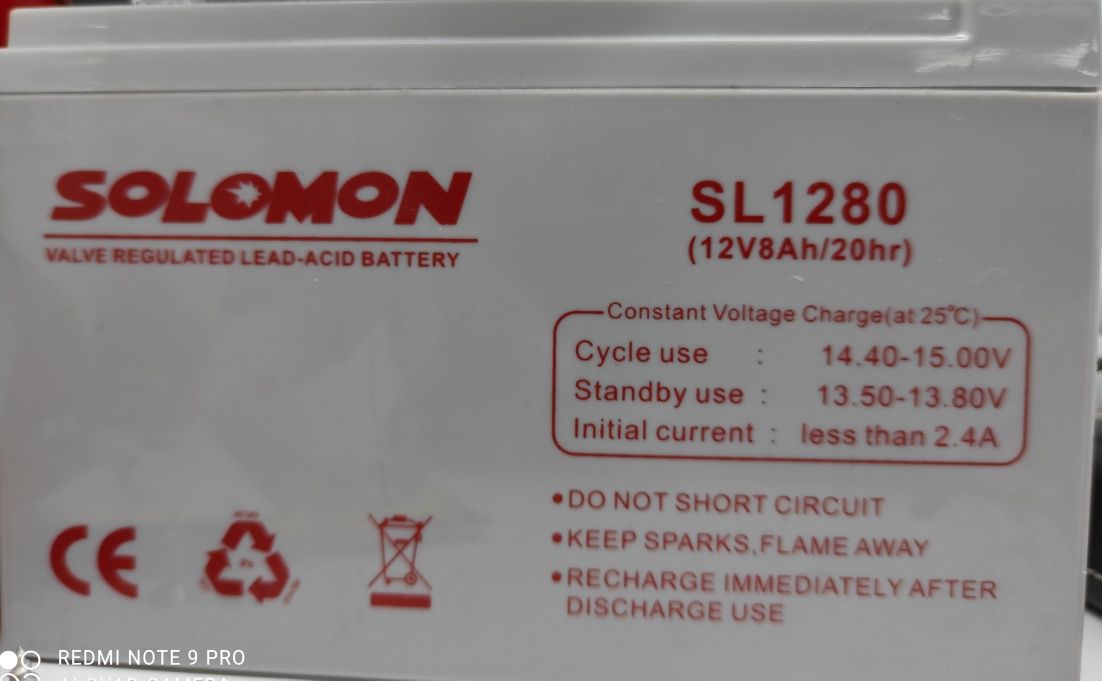 SOLOMON
VALVE REGULATED LEAD-ACID BATTERY
SL1280
(12V8Ah/20hr)
Constant Voltage Charge(at 25℃)
Cycle use : 14.40-15.00V
Standby use : 13.50-13.80V
Initial current : less than 2.4A
•DO NOT SHORT CIRCUIT
•KEEP SPARKS,FLAME AWAY
•RECHARGE IMMEDIATELY AFTER
DISCHARGE USE
CE
Pb
REDMI NOTE 9 PRO